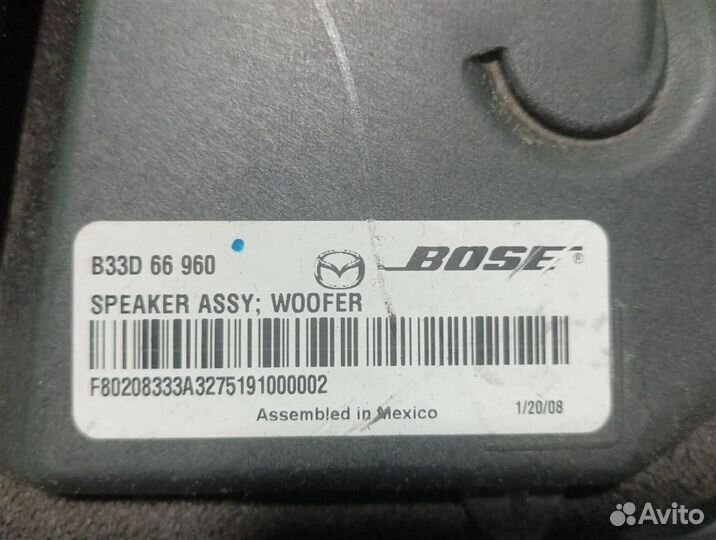 B33D 66 960
BOSE®
SPEAKER ASSY; WOOFER
F80208333A3275191000002
Assembled in Mexico
1/20/08
Avito